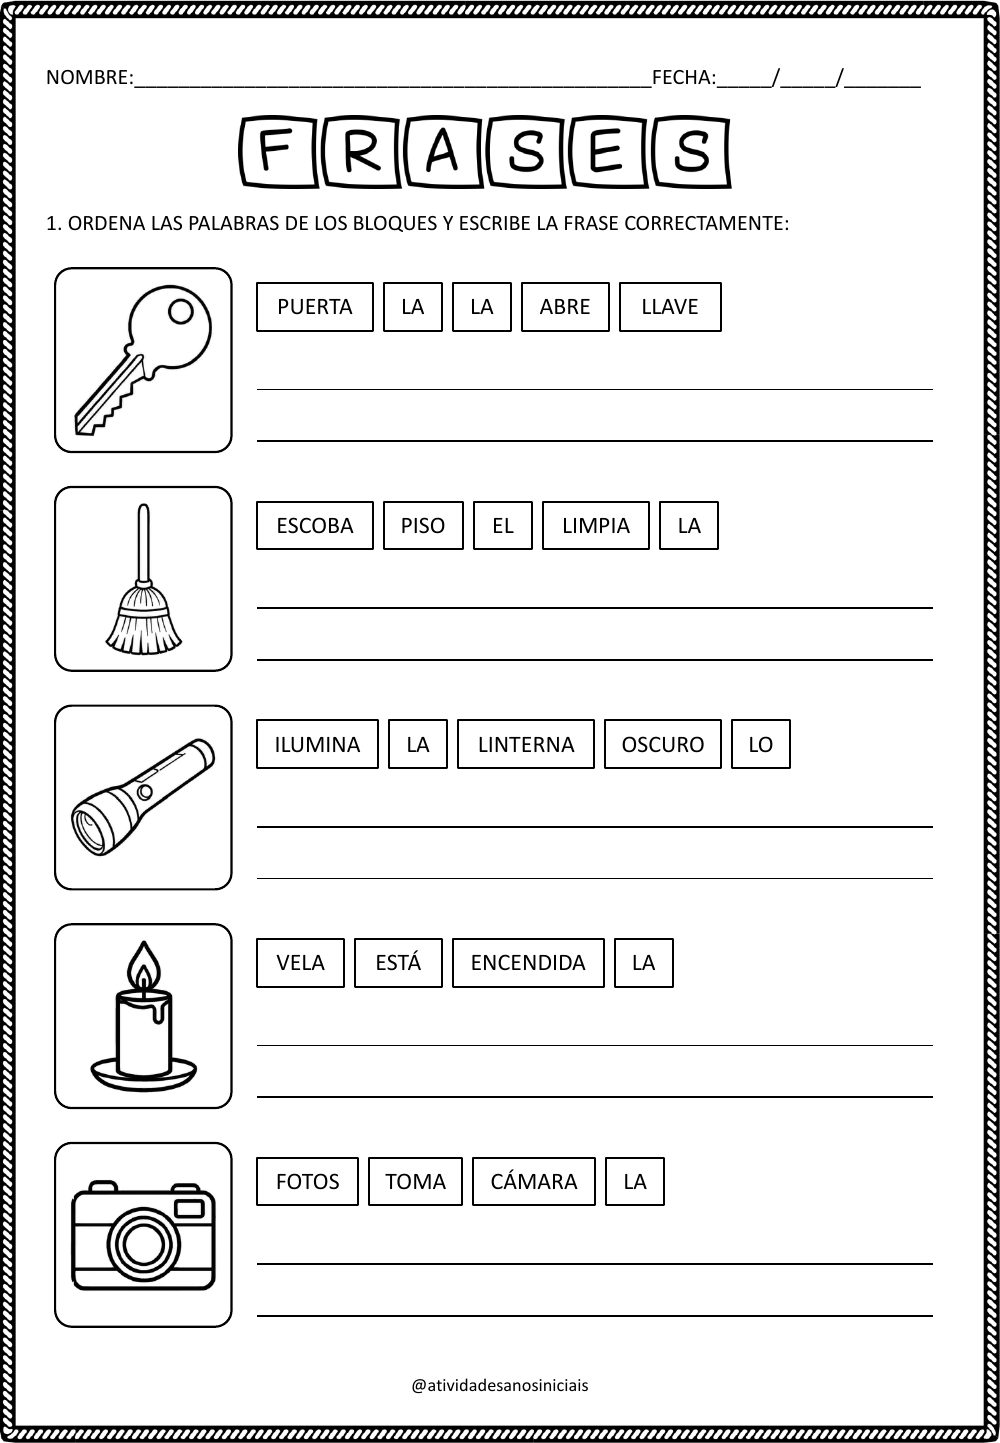 NOMBRE:_______________________________________________FECHA:_____/_____/_______
FRASES
1. ORDENA LAS PALABRAS DE LOS BLOQUES Y ESCRIBE LA FRASE CORRECTAMENTE:
PUERTA LA LA ABRE LLAVE
ESCOBA PISO EL LIMPIA LA
ILUMINA LA LINTERNA OSCURO LO
VELA ESTÁ ENCENDIDA LA
FOTOS TOMA CÁMARA LA
@atividadesanosiniciais